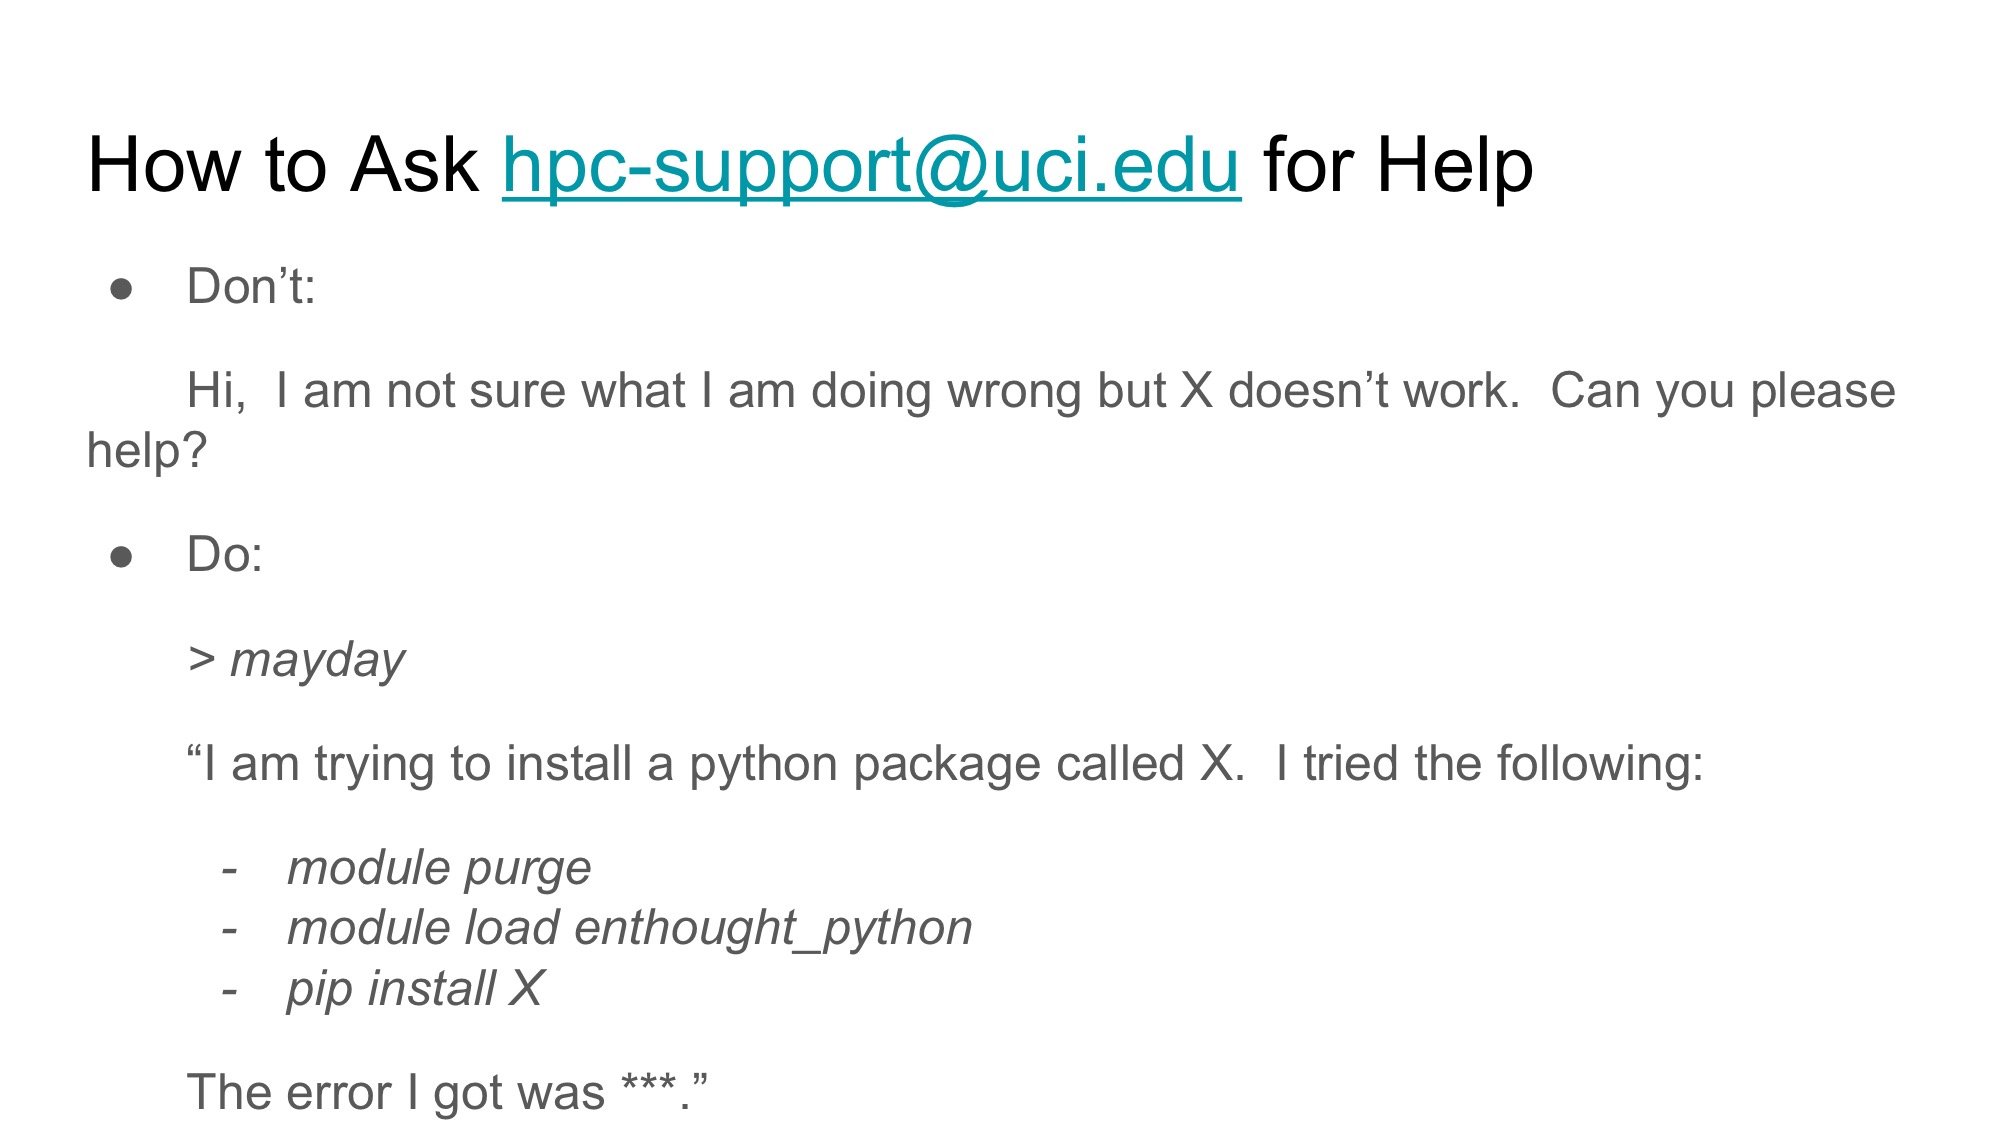 How to Ask hpc-support@uci.edu for Help
● Don’t:
Hi,  I am not sure what I am doing wrong but X doesn’t work.  Can you please
help?
● Do:
> mayday
“I am trying to install a python package called X.  I tried the following:
- module purge
- module load enthought_python
- pip install X
The error I got was ***.”